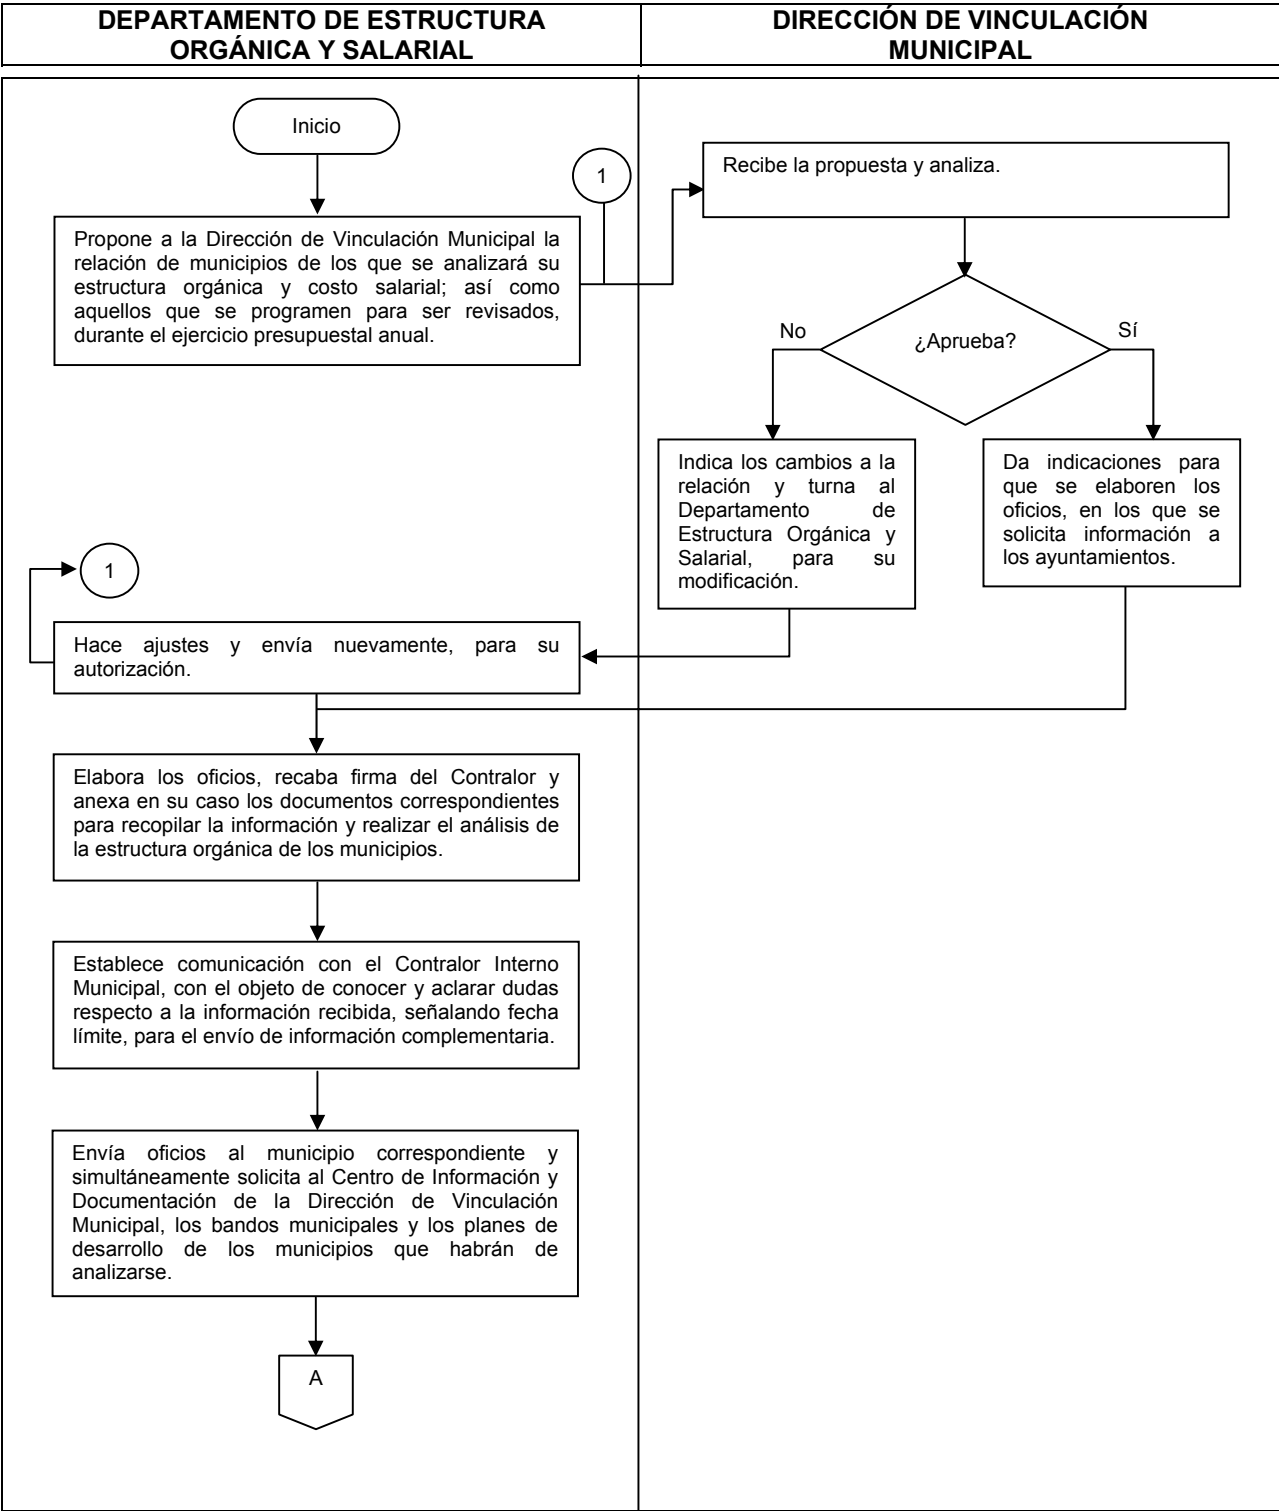 DEPARTAMENTO DE ESTRUCTURA
ORGÁNICA Y SALARIAL
DIRECCIÓN DE VINCULACIÓN
MUNICIPAL
Inicio
1
Propone a la Dirección de Vinculación Municipal la
relación de municipios de los que se analizará su
estructura orgánica y costo salarial; así como
aquellos que se programen para ser revisados,
durante el ejercicio presupuestal anual.
Recibe la propuesta y analiza.
¿Aprueba?
No
Sí
Indica los cambios a la
relación y turna al
Departamento de
Estructura Orgánica y
Salarial, para su
modificación.
Da indicaciones para
que se elaboren los
oficios, en los que se
solicita información a
los ayuntamientos.
1
Hace ajustes y envía nuevamente, para su
autorización.
Elabora los oficios, recaba firma del Contralor y
anexa en su caso los documentos correspondientes
para recopilar la información y realizar el análisis de
la estructura orgánica de los municipios.
Establece comunicación con el Contralor Interno
Municipal, con el objeto de conocer y aclarar dudas
respecto a la información recibida, señalando fecha
límite, para el envío de información complementaria.
Envía oficios al municipio correspondiente y
simultáneamente solicita al Centro de Información y
Documentación de la Dirección de Vinculación
Municipal, los bandos municipales y los planes de
desarrollo de los municipios que habrán de
analizarse.
A